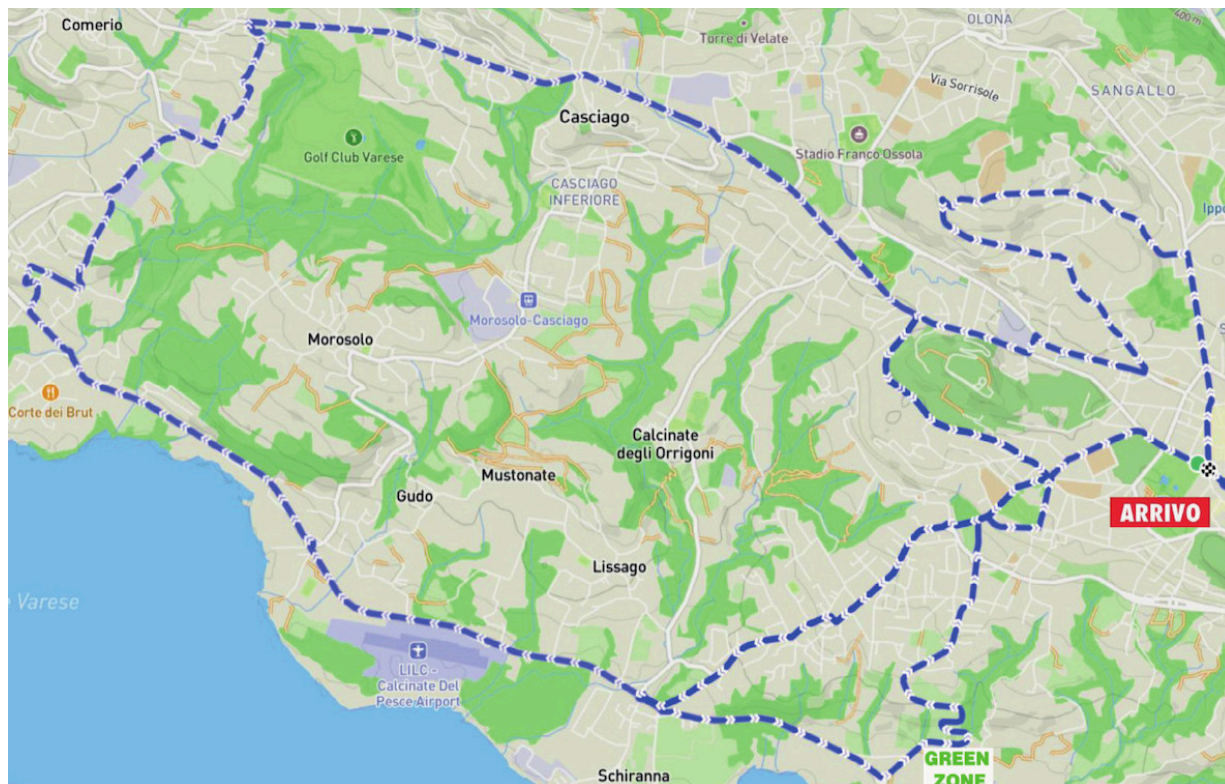 Comerio
Torre di Velate
OLONA
400 m
Via Sorrisole
SANGALLO
Casciago
Stadio Franco Ossola
Golf Club Varese
CASCIAGO
INFERIORE
Morosolo-Casciago
Morosolo
Corte dei Brut
Calcinate
degli Orrigoni
Mustonate
Gudo
ARRIVO
Lissago
Varese
LILC -
Calcinate Del
Pesce Airport
GREEN
ZONE
Schiranna